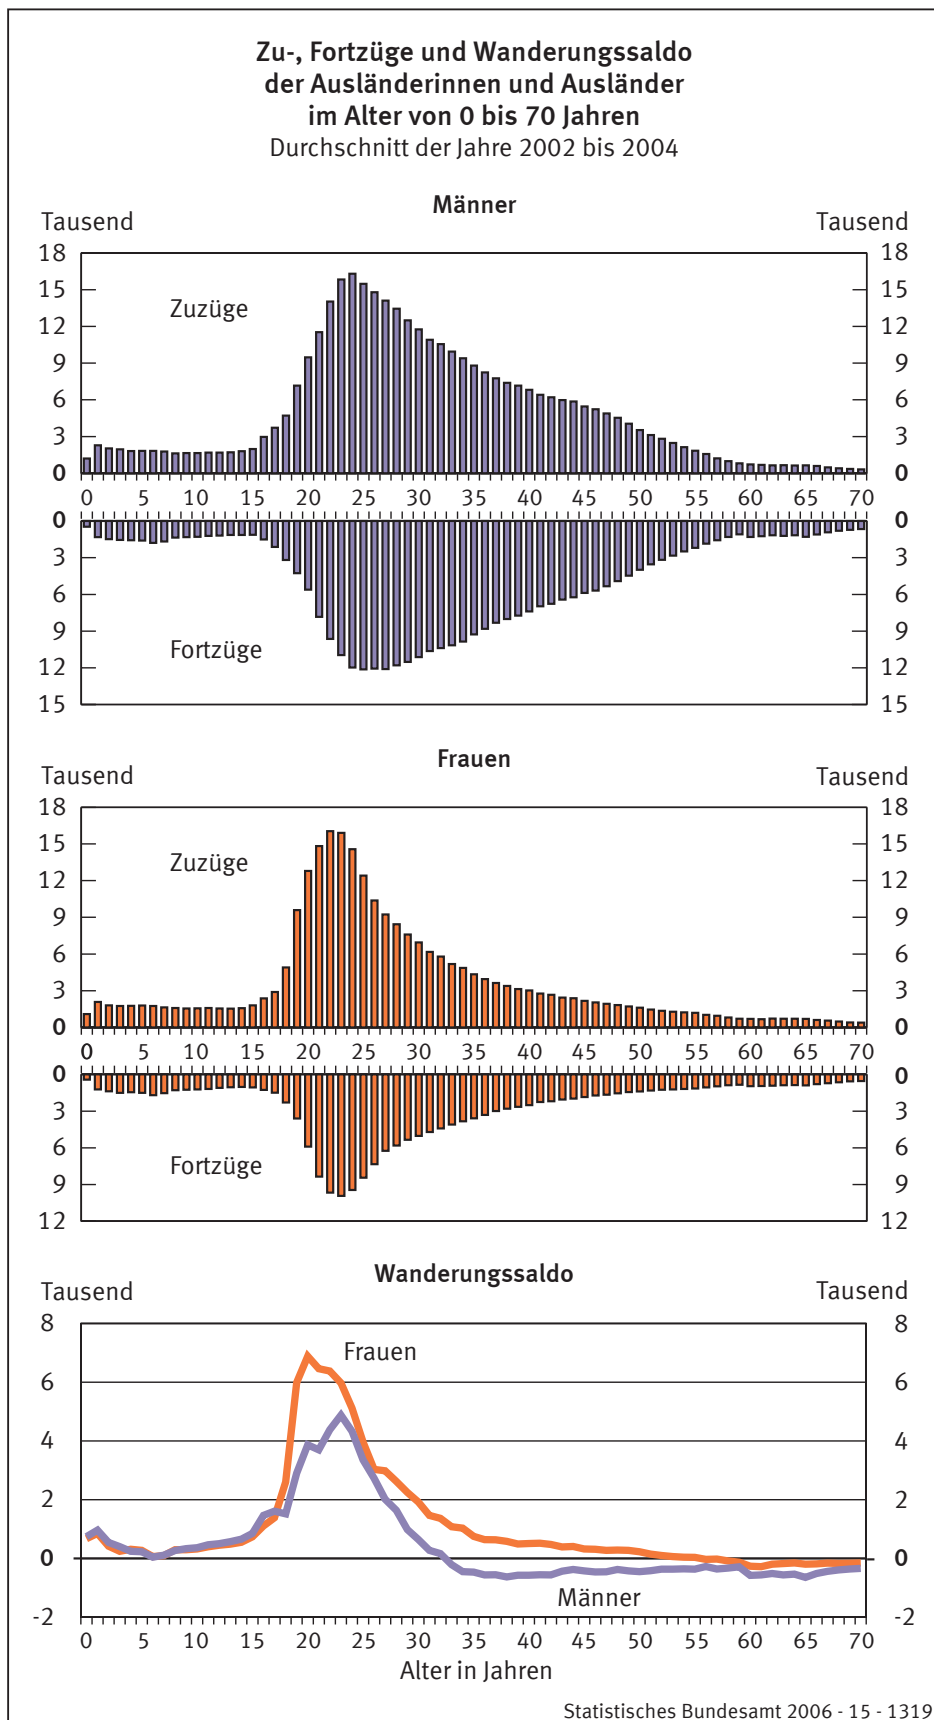 Zu-, Fortzüge und Wanderungssaldo
der Ausländerinnen und Ausländer
im Alter von 0 bis 70 Jahren
Durchschnitt der Jahre 2002 bis 2004
Männer
Tausend Tausend
18 18
15 15
Zuzüge
12 12
9 9
6 6
3 3
0 0
0 5 10 15 20 25 30 35 40 45 50 55 60 65 70
0 0
3 3
6 6
9 9
Fortzüge
12 12
15 15
Frauen
Tausend Tausend
18 18
15 15
Zuzüge
12 12
9 9
6 6
3 3
0 0
0 5 10 15 20 25 30 35 40 45 50 55 60 65 70
0 0
3 3
6 6
Fortzüge
9 9
12 12
Wanderungssaldo
Tausend Tausend
8 8
Frauen
6 6
4 4
2 2
0 0
Männer
-2 -2
0 5 10 15 20 25 30 35 40 45 50 55 60 65 70
Alter in Jahren
Statistisches Bundesamt 2006 - 15 - 1319